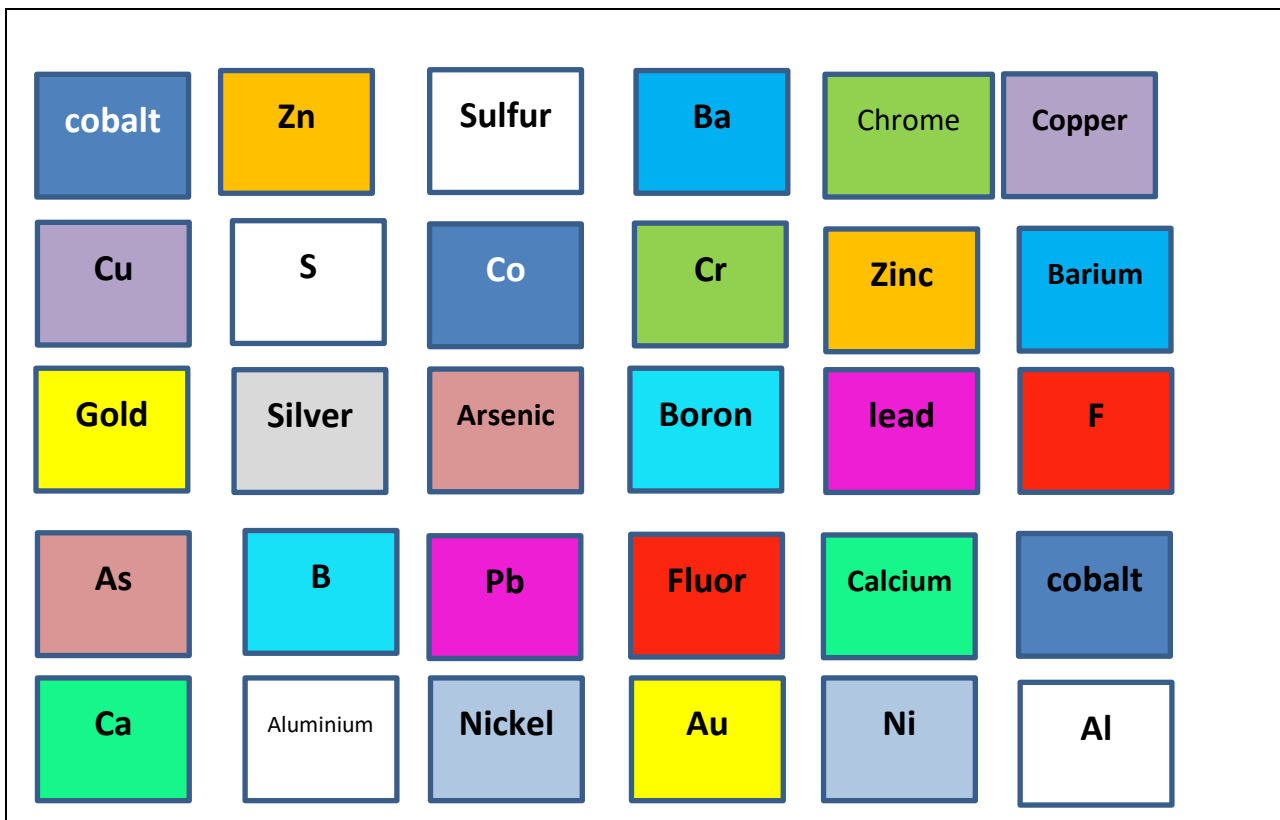 cobalt
Zn
Sulfur
Ba
Chrome
Copper
Cu
S
Co
Cr
Zinc
Barium
Gold
Silver
Arsenic
Boron
lead
F
As
B
Pb
Fluor
Calcium
cobalt
Ca
Aluminium
Nickel
Au
Ni
Al